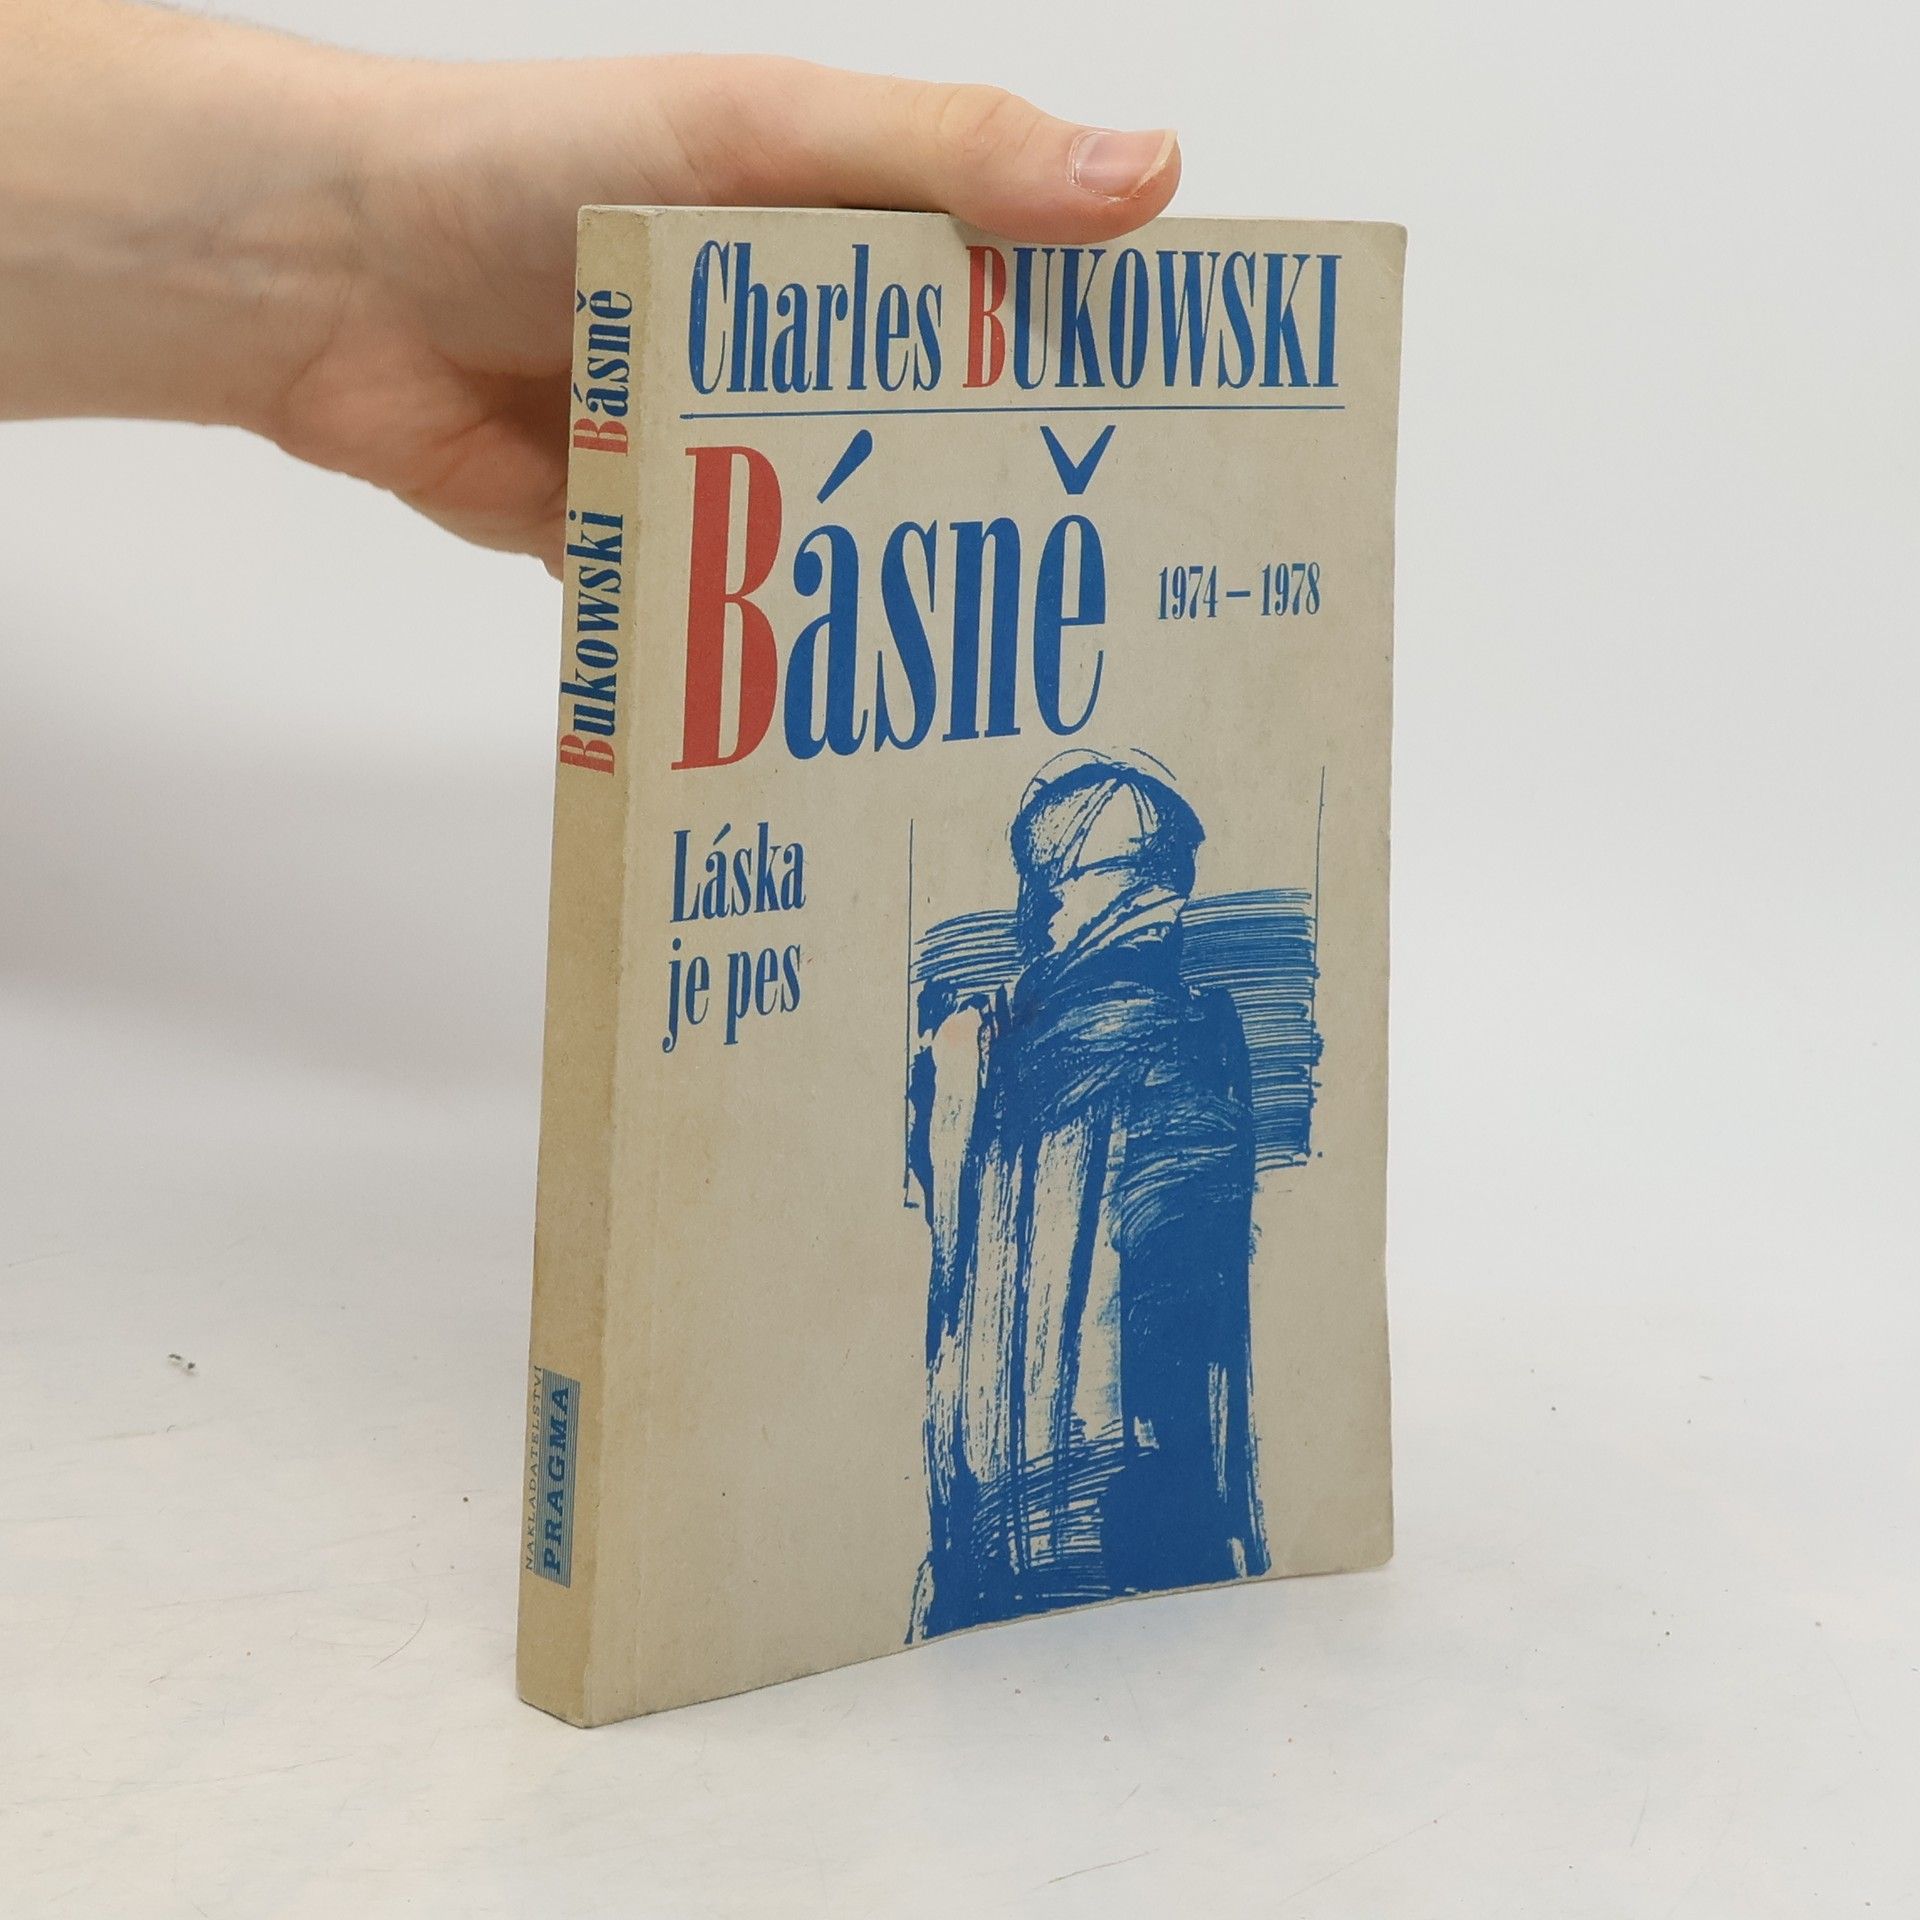 Charles BUKOWSKI
Básně
1974 – 1978
Láska
je pes
Bukowski Básně
NAKLADATELSTVÍ
PRAGMA